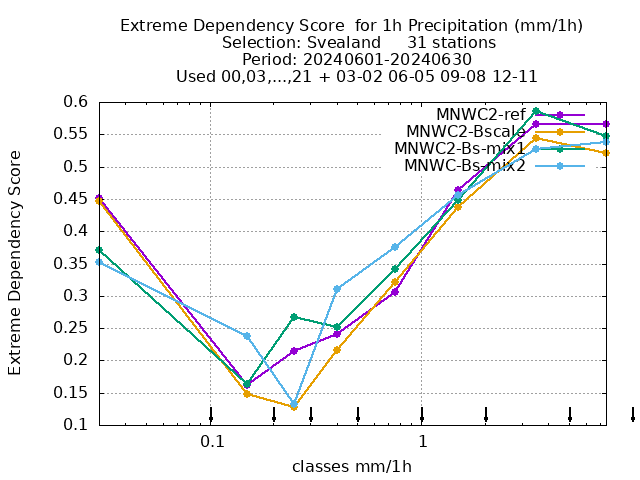 Extreme Dependency Score  for 1h Precipitation (mm/1h)
Selection: Svealand     31 stations
Period: 20240601-20240630
Used 00,03,...,21 + 03-02 06-05 09-08 12-11
MNWC2-ref
MNWC2-Bscale
MNWC2-Bs-mix1
MNWC-Bs-mix2
Extreme Dependency Score
0.6
0.55
0.5
0.45
0.4
0.35
0.3
0.25
0.2
0.15
0.1
0.1 1
classes mm/1h